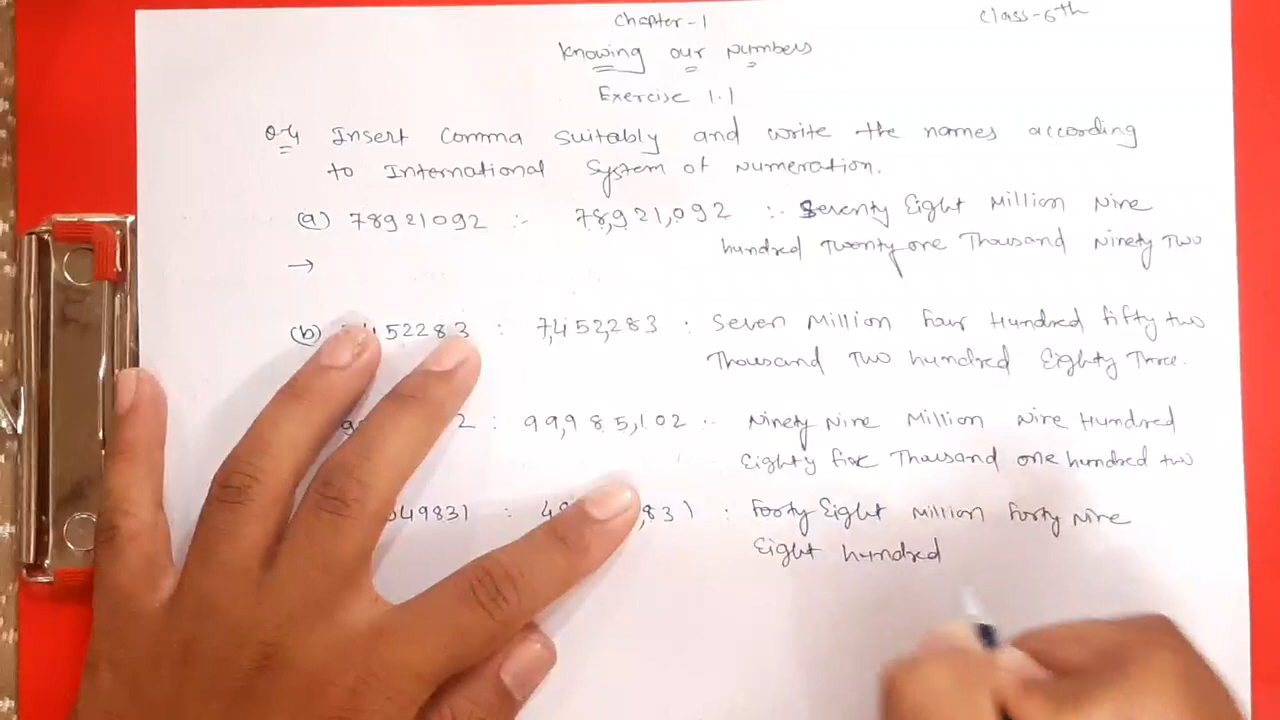 Chapter-1
Class-6th
Knowing our Numbers
Exercise 1.1
Q-4 Insert Comma suitably and write the names according
to International System of Numeration.
(a) 78921092 :- 78,921,092 :- Seventy Eight Million Nine
hundred Twenty one Thousand Ninety Two
→
(b) 452283 : 7,452,283 : Seven Million Four Hundred fifty two
Thousand Two hundred Eighty Three.
2 : 99,985,102 :- Ninety Nine Million Nine Hundred
Eighty five Thousand one hundred two
049831 : 48 ,831 : Forty Eight Million Forty Nine
Eight hundred